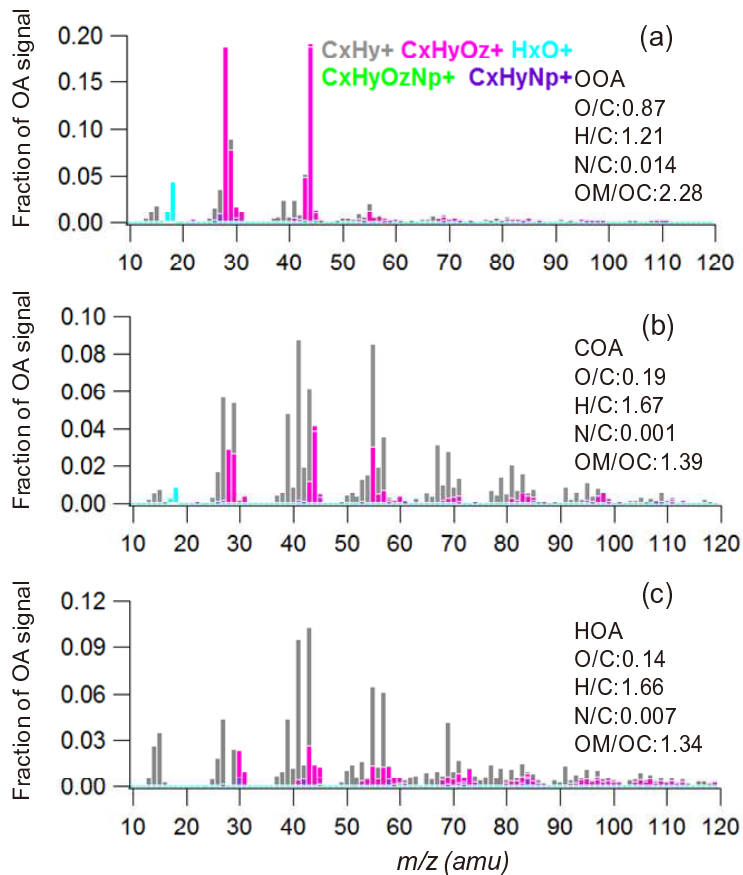 (a)
CxHy+ CxHyOz+ HxO+
CxHyOzNp+ CxHyNp+
OOA
O/C:0.87
H/C:1.21
N/C:0.014
OM/OC:2.28
Fraction of OA signal
0.20
0.15
0.10
0.05
0.00
10 20 30 40 50 60 70 80 90 100 110 120
(b)
COA
O/C:0.19
H/C:1.67
N/C:0.001
OM/OC:1.39
Fraction of OA signal
0.10
0.08
0.06
0.04
0.02
0.00
10 20 30 40 50 60 70 80 90 100 110 120
(c)
HOA
O/C:0.14
H/C:1.66
N/C:0.007
OM/OC:1.34
Fraction of OA signal
0.12
0.09
0.06
0.03
0.00
10 20 30 40 50 60 70 80 90 100 110 120
m/z (amu)